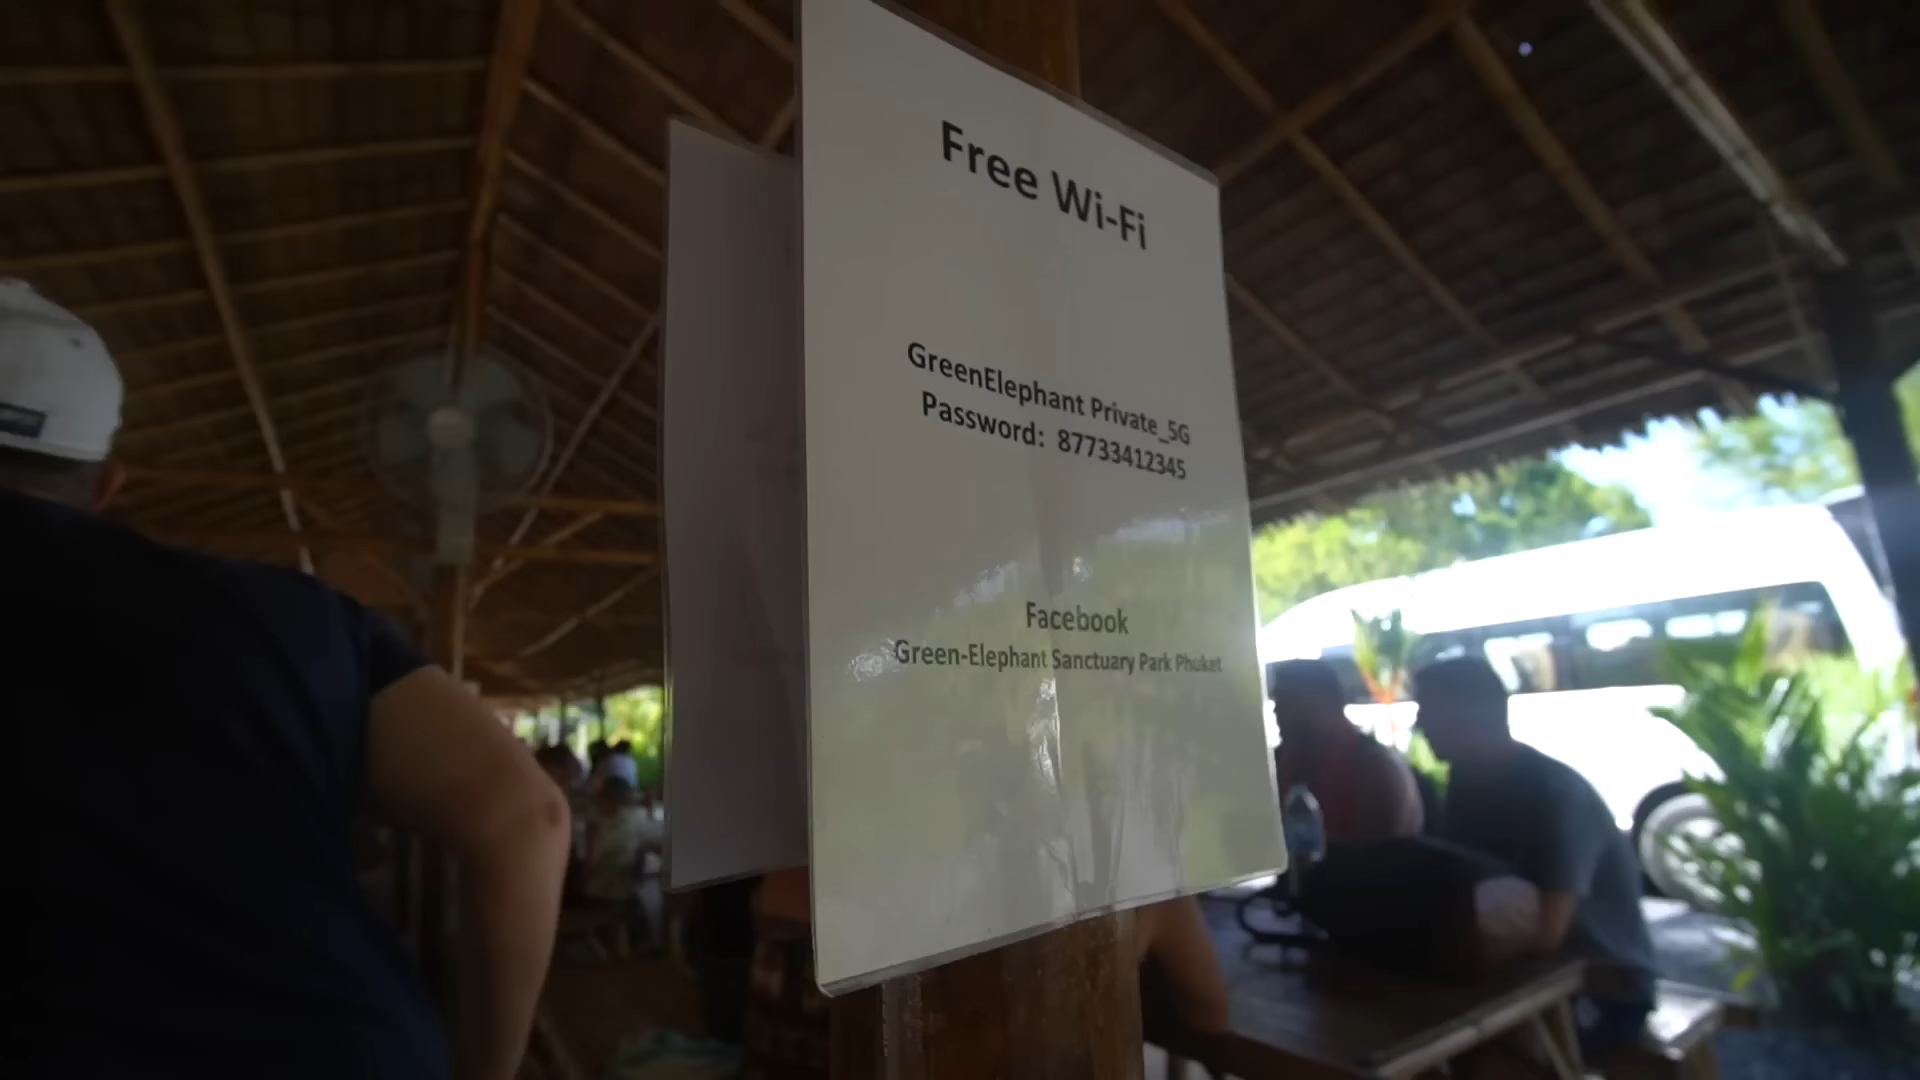 Free Wi-Fi
GreenElephant Private_5G
Password: 87733412345
Facebook
Green-Elephant Sanctuary Park Phuket